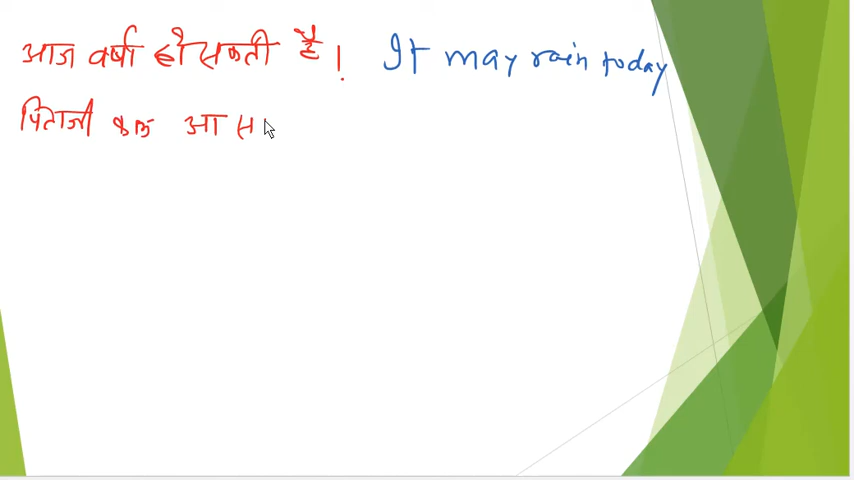 आज वर्षा हो सकती है! It may rain today
पिताजी कल आ स